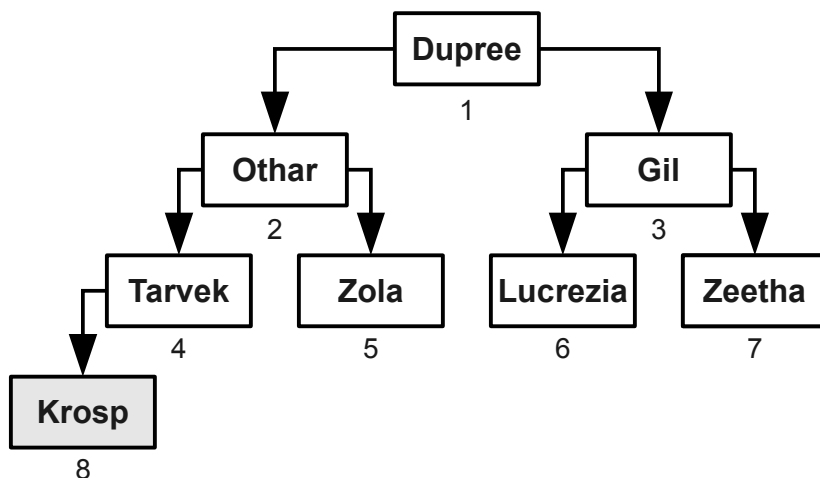 Dupree
1
Othar
Gil
2
3
Tarvek
Zola
Lucrezia
Zeetha
4
5
6
7
Krosp
8